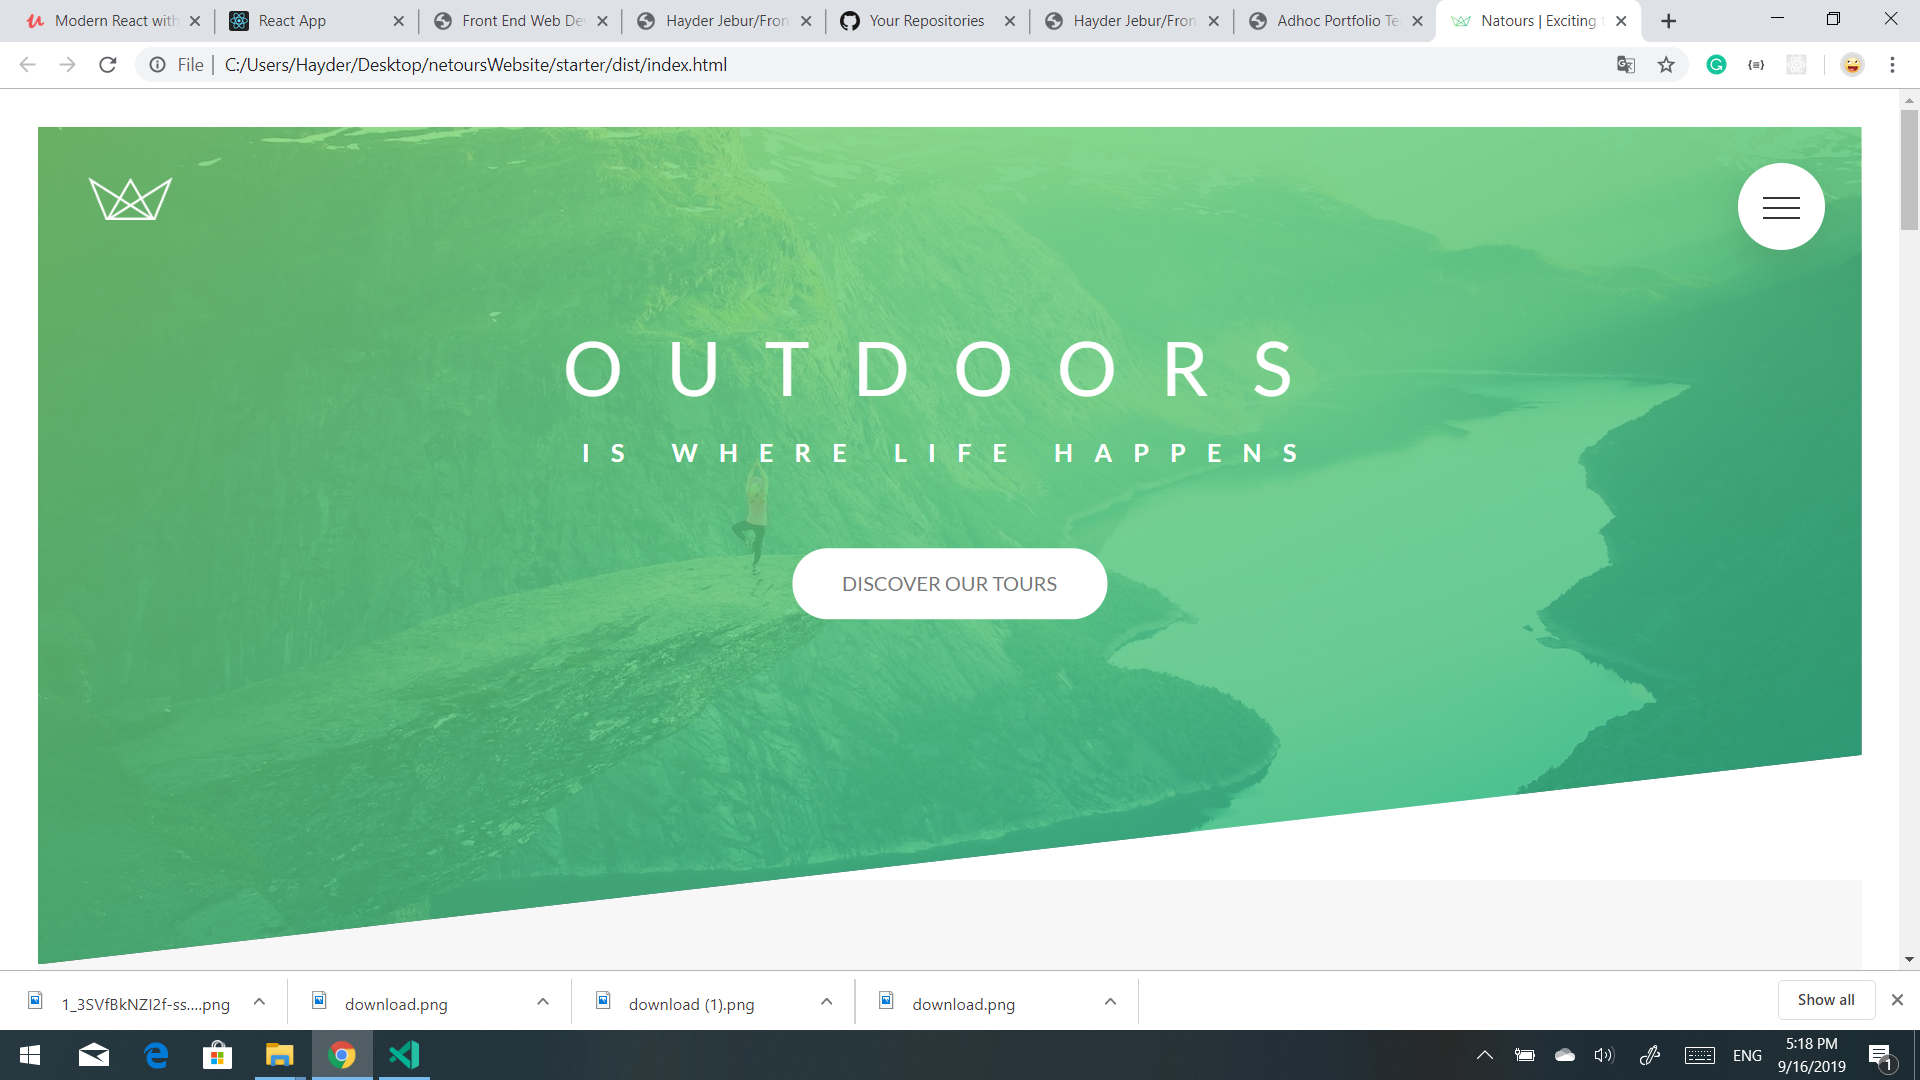 Modern React with
React App
Front End Web De
Hayder Jebur/Fron
Your Repositories
Hayder Jebur/Fron
Adhoc Portfolio Te
Natours | Exciting t
File
C:/Users/Hayder/Desktop/netoursWebsite/starter/dist/index.html
OUTDOORS
IS WHERE LIFE HAPPENS
DISCOVER OUR TOURS
1_3SVfBkNZI2f-ss....png
download.png
download (1).png
download.png
Show all
ENG
5:18 PM
9/16/2019
1